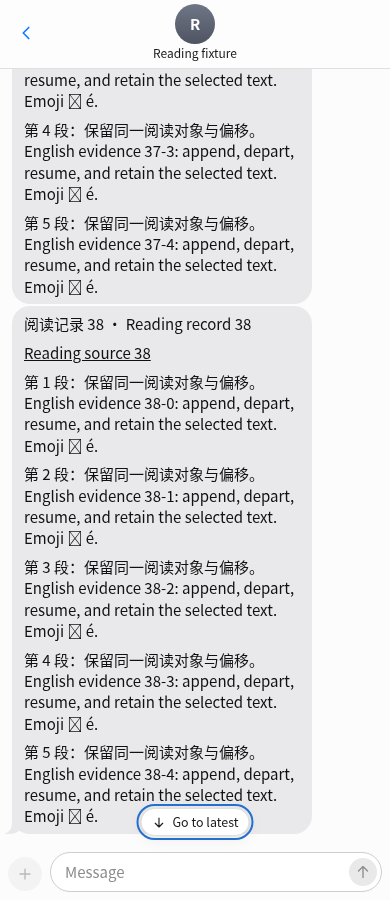 R
Reading fixture
resume, and retain the selected text.
Emoji é.
第 4 段：保留同一阅读对象与偏移。
English evidence 37-3: append, depart,
resume, and retain the selected text.
Emoji é.
第 5 段：保留同一阅读对象与偏移。
English evidence 37-4: append, depart,
resume, and retain the selected text.
Emoji é.
阅读记录 38 · Reading record 38
Reading source 38
第 1 段：保留同一阅读对象与偏移。
English evidence 38-0: append, depart,
resume, and retain the selected text.
Emoji é.
第 2 段：保留同一阅读对象与偏移。
English evidence 38-1: append, depart,
resume, and retain the selected text.
Emoji é.
第 3 段：保留同一阅读对象与偏移。
English evidence 38-2: append, depart,
resume, and retain the selected text.
Emoji é.
第 4 段：保留同一阅读对象与偏移。
English evidence 38-3: append, depart,
resume, and retain the selected text.
Emoji é.
第 5 段：保留同一阅读对象与偏移。
English evidence 38-4: append, depart,
resume, and retain the selected text.
Emoji é.
↓ Go to latest
Message